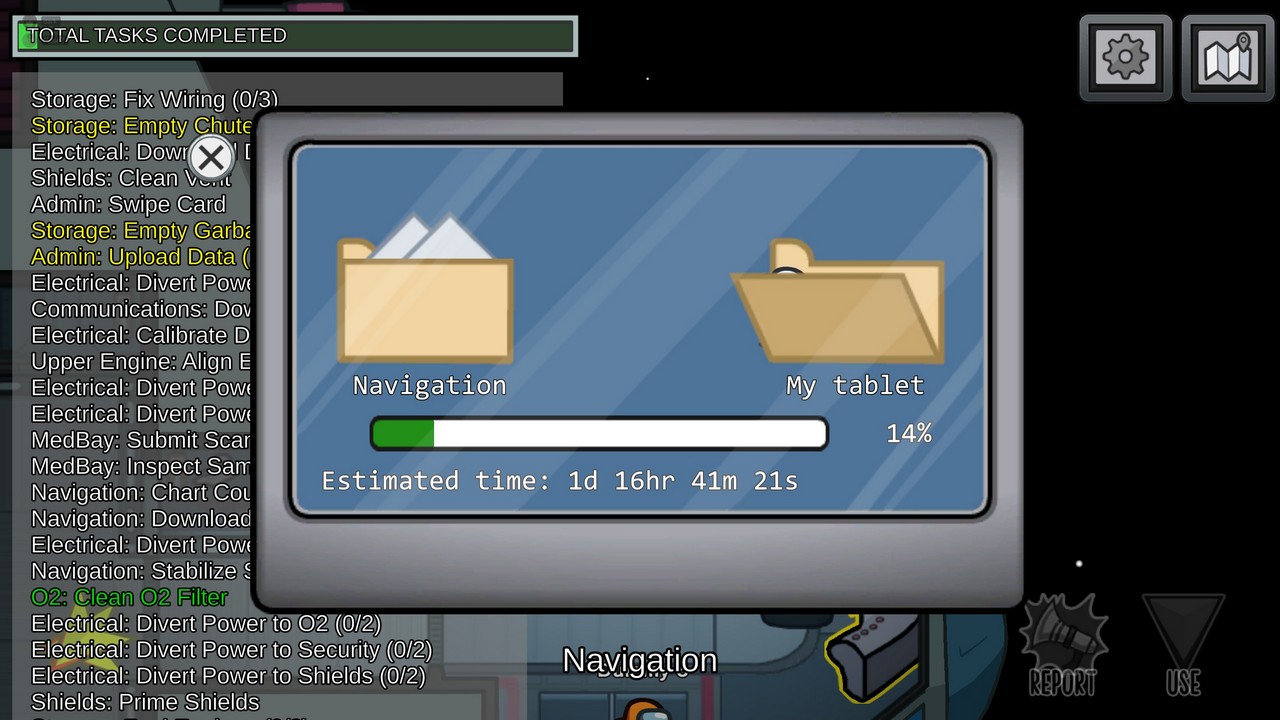 TOTAL TASKS COMPLETED
Storage: Fix Wiring (0/3)
Storage: Empty Chute
Electrical: Down
Shields: Clean Vent
Admin: Swipe Card
Storage: Empty Garba
Admin: Upload Data (
Electrical: Divert Powe
Communications: Dow
Electrical: Calibrate D
Upper Engine: Align E
Electrical: Divert Powe
Electrical: Divert Powe
MedBay: Submit Scan
MedBay: Inspect Sam
Navigation: Chart Cou
Navigation: Download
Electrical: Divert Powe
Navigation: Stabilize S
O2: Clean O2 Filter
Electrical: Divert Power to O2 (0/2)
Electrical: Divert Power to Security (0/2)
Electrical: Divert Power to Shields (0/2)
Shields: Prime Shields
Navigation
My tablet
14%
Estimated time: 1d 16hr 41m 21s
Navigation
REPORT
USE